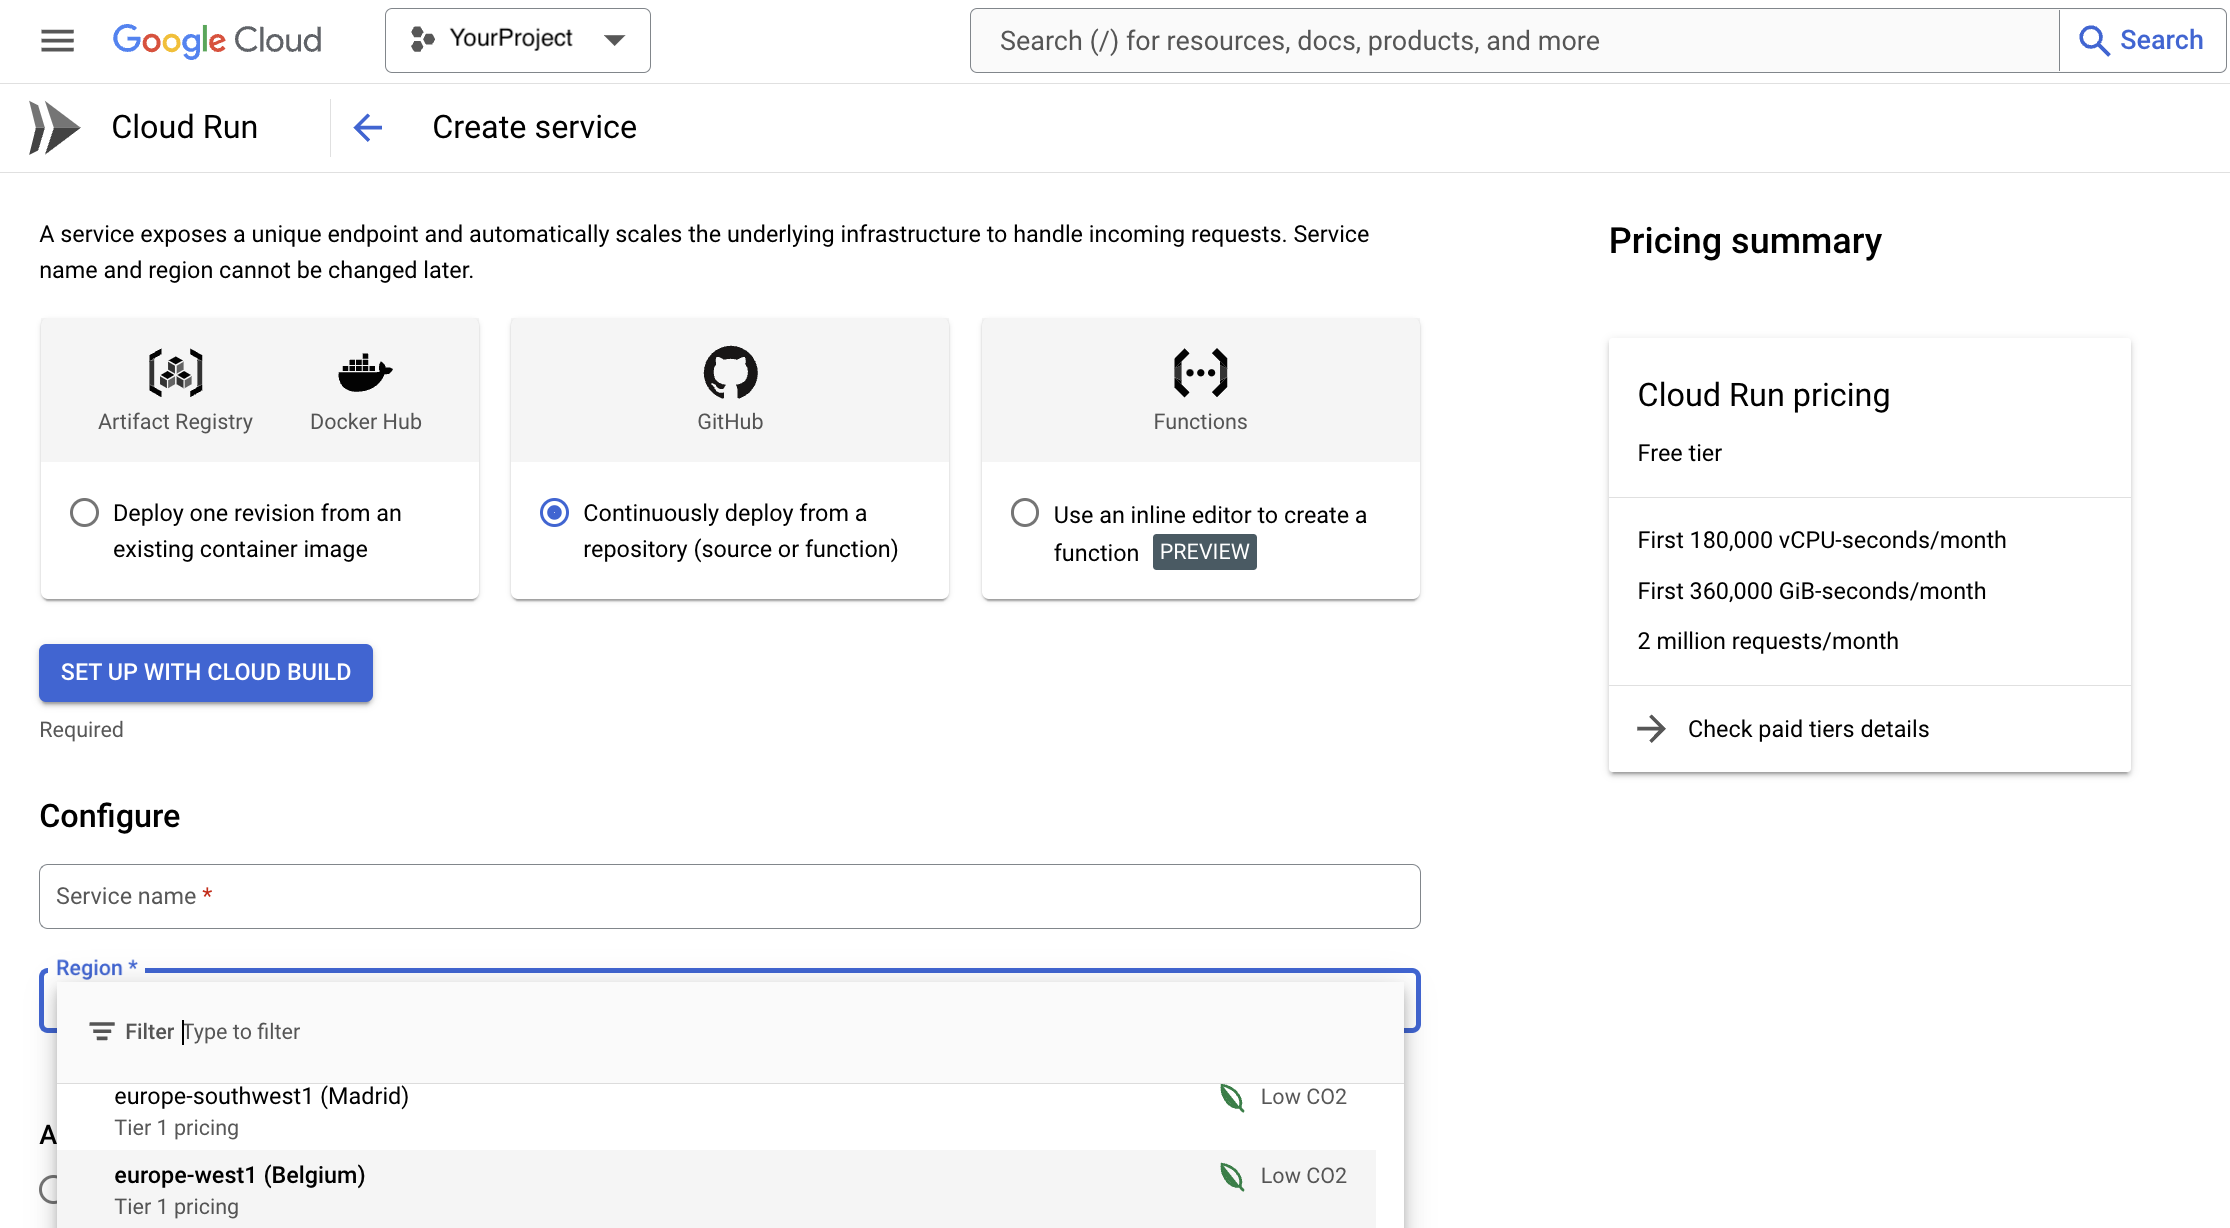 Google Cloud
YourProject
Search (/) for resources, docs, products, and more
Search
Cloud Run
Create service
A service exposes a unique endpoint and automatically scales the underlying infrastructure to handle incoming requests. Service
name and region cannot be changed later.
Artifact Registry
Docker Hub
Deploy one revision from an
existing container image
GitHub
Continuously deploy from a
repository (source or function)
Functions
Use an inline editor to create a
function PREVIEW
SET UP WITH CLOUD BUILD
Required
Configure
Service name *
Region *
Filter Type to filter
europe-southwest1 (Madrid)
Low CO2
Tier 1 pricing
europe-west1 (Belgium)
Low CO2
Tier 1 pricing
Pricing summary
Cloud Run pricing
Free tier
First 180,000 vCPU-seconds/month
First 360,000 GiB-seconds/month
2 million requests/month
Check paid tiers details